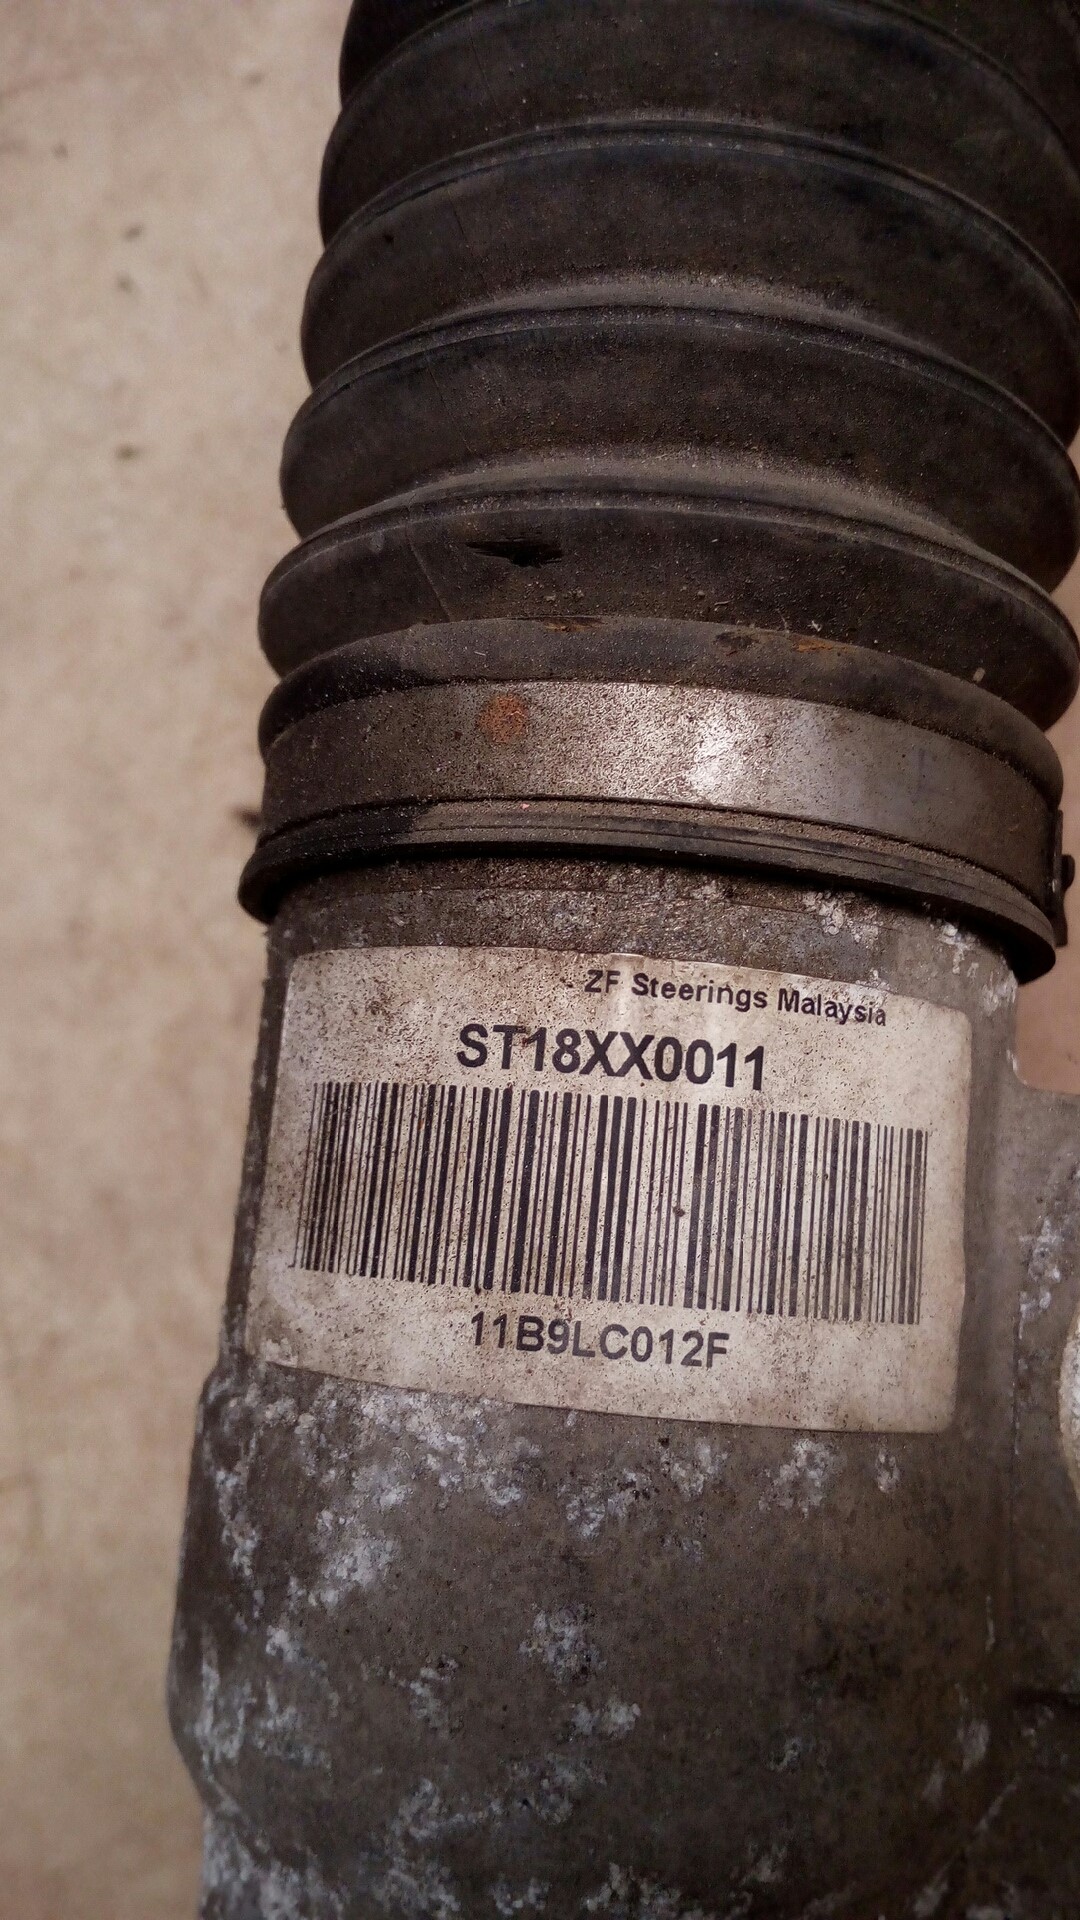 ZF Steerings Malaysia
ST18XX0011
11B9LC012F